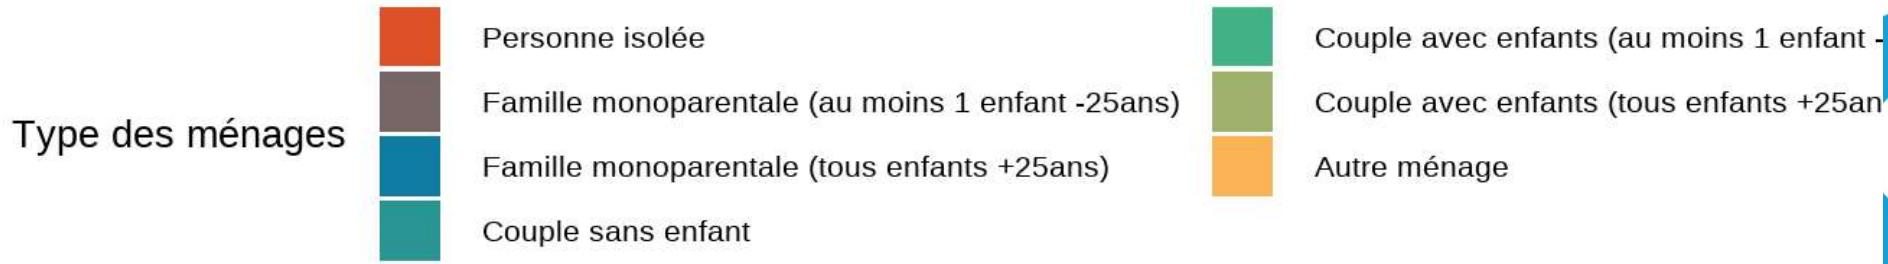 Type des ménages
Personne isolée
Famille monoparentale (au moins 1 enfant -25ans)
Famille monoparentale (tous enfants +25ans)
Couple sans enfant
Couple avec enfants (au moins 1 enfant -
Couple avec enfants (tous enfants +25an
Autre ménage